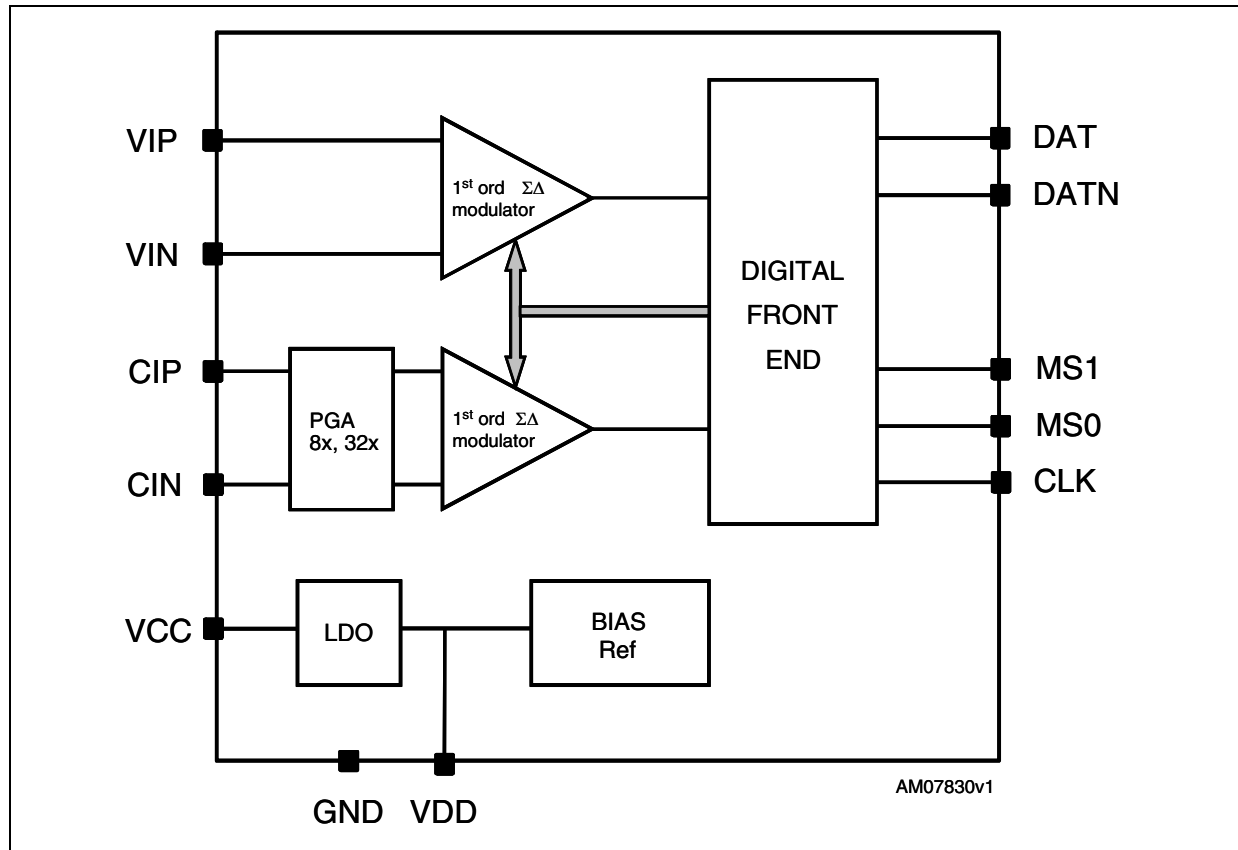 VIP
VIN
CIP
CIN
VCC
1st ord ΣΔ
modulator
PGA
8x, 32x
1st ord ΣΔ
modulator
LDO
BIAS
Ref
DIGITAL
FRONT
END
DAT
DATN
MS1
MS0
CLK
GND VDD
AM07830v1